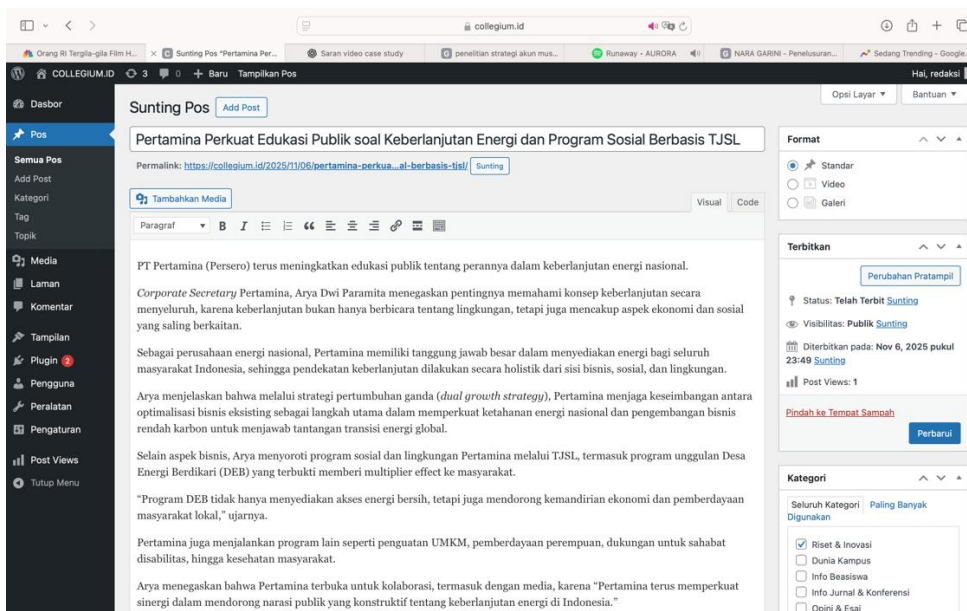 collegium.id
Orang RI Tergila-gila Film H...
Sunting Pos "Pertamina Per...
Saran video case study
penelitian strategi akun mus...
Runaway - AURORA
NARA GARINI - Penelusuran...
Sedang Trending - Google...
COLLEGIUM.ID 3 0 + Baru Tampilkan Pos
Hai, redaksi
Opsi Layar ▼
Bantuan ▼
Dasbor
Pos
Semua Pos
Add Post
Kategori
Tag
Topik
Media
Laman
Komentar
Tampilan
Plugin 2
Pengguna
Peralatan
Pengaturan
Post Views
Tutup Menu
Sunting Pos Add Post
Pertamina Perkuat Edukasi Publik soal Keberlanjutan Energi dan Program Sosial Berbasis TJSL
Permalink: https://collegium.id/2025/11/06/pertamina-perkua...al-berbasis-tjsl/ Sunting
Tambahkan Media
Visual Code
Paragraf ▼ B I
PT Pertamina (Persero) terus meningkatkan edukasi publik tentang perannya dalam keberlanjutan energi nasional.
Corporate Secretary Pertamina, Arya Dwi Paramita menegaskan pentingnya memahami konsep keberlanjutan secara
menyeluruh, karena keberlanjutan bukan hanya berbicara tentang lingkungan, tetapi juga mencakup aspek ekonomi dan sosial
yang saling berkaitan.
Sebagai perusahaan energi nasional, Pertamina memiliki tanggung jawab besar dalam menyediakan energi bagi seluruh
masyarakat Indonesia, sehingga pendekatan keberlanjutan dilakukan secara holistik dari sisi bisnis, sosial, dan lingkungan.
Arya menjelaskan bahwa melalui strategi pertumbuhan ganda (dual growth strategy), Pertamina menjaga keseimbangan antara
optimalisasi bisnis eksisting sebagai langkah utama dalam memperkuat ketahanan energi nasional dan pengembangan bisnis
rendah karbon untuk menjawab tantangan transisi energi global.
Selain aspek bisnis, Arya menyoroti program sosial dan lingkungan Pertamina melalui TJSL, termasuk program unggulan Desa
Energi Berdikari (DEB) yang terbukti memberi multiplier effect ke masyarakat.
“Program DEB tidak hanya menyediakan akses energi bersih, tetapi juga mendorong kemandirian ekonomi dan pemberdayaan
masyarakat lokal,” ujarnya.
Pertamina juga menjalankan program lain seperti penguatan UMKM, pemberdayaan perempuan, dukungan untuk sahabat
disabilitas, hingga kesehatan masyarakat.
Arya menegaskan bahwa Pertamina terbuka untuk kolaborasi, termasuk dengan media, karena “Pertamina terus memperkuat
sinergi dalam mendorong narasi publik yang konstruktif tentang keberlanjutan energi di Indonesia.”
Format
Standar
Video
Galeri
Terbitkan
Perubahan Pratampil
Status: Telah Terbit Sunting
Visibilitas: Publik Sunting
Diterbitkan pada: Nov 6, 2025 pukul
23:49 Sunting
Post Views: 1
Pindah ke Tempat Sampah
Perbarui
Kategori
Seluruh Kategori Paling Banyak
Digunakan
Riset & Inovasi
Dunia Kampus
Info Beasiswa
Info Jurnal & Konferensi
Opini & Esai